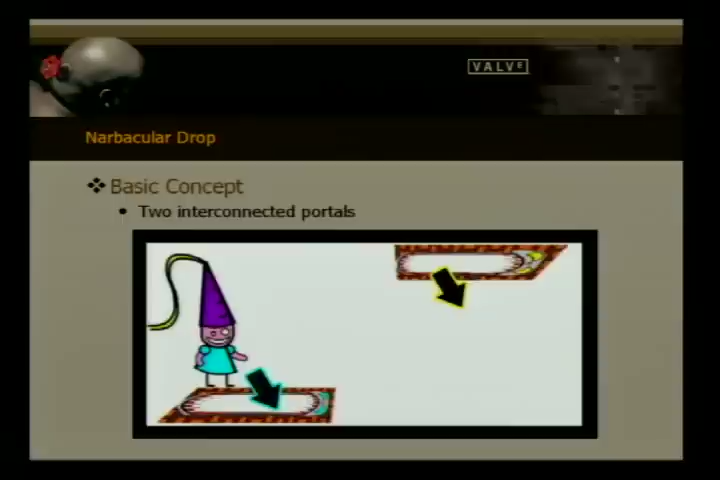 VALVE
Narbacular Drop
Basic Concept
Two interconnected portals